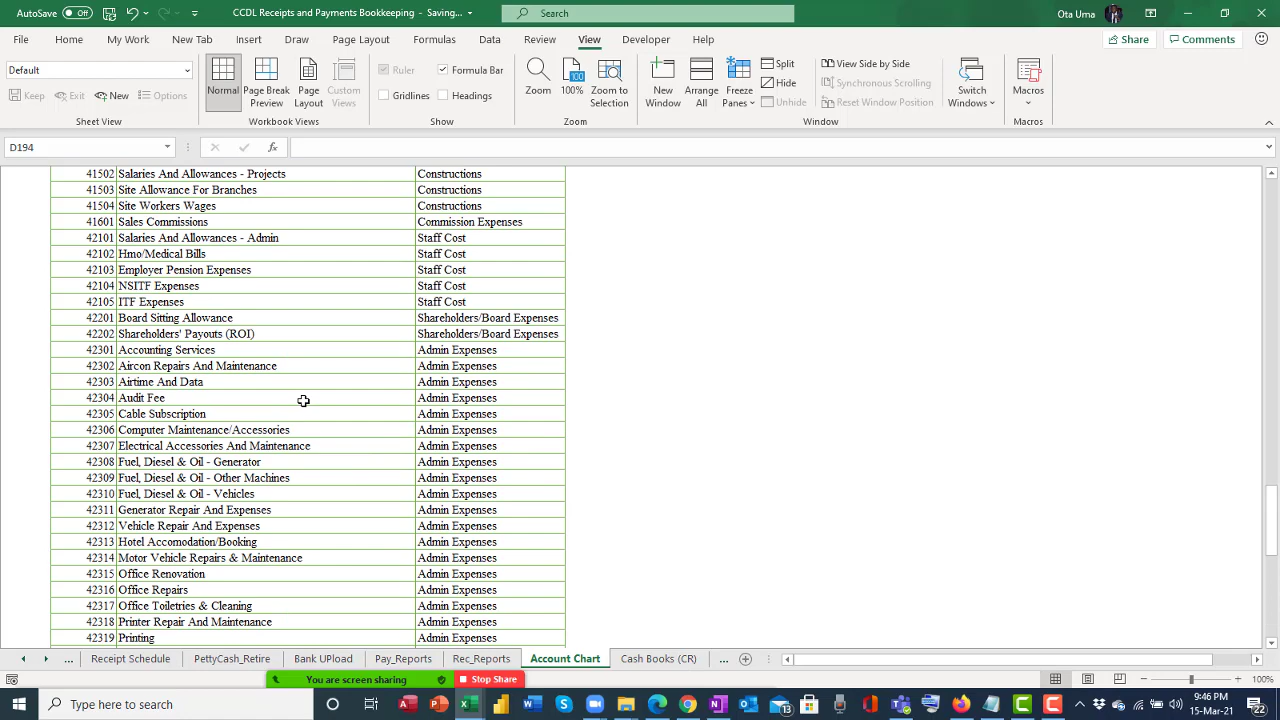 AutoSave Off CCDL Receipts and Payments Bookkeeping - Saving... Search Ota Uma
File Home My Work New Tab Insert Draw Page Layout Formulas Data Review View Developer Help Share Comments
Default
Keep Exit New Options
Sheet View
Normal Page Break Preview Page Layout Custom Views
Workbook Views
Ruler Formula Bar
Gridlines Headings
Show
Zoom 100% Zoom to Selection
Zoom
New Window Arrange All Freeze Panes
Split
Hide
Unhide
View Side by Side
Synchronous Scrolling
Reset Window Position
Switch Windows
Window
Macros
Macros
D194 fx
41502 Salaries And Allowances - Projects Constructions
41503 Site Allowance For Branches Constructions
41504 Site Workers Wages Constructions
41601 Sales Commissions Commission Expenses
42101 Salaries And Allowances - Admin Staff Cost
42102 Hmo/Medical Bills Staff Cost
42103 Employer Pension Expenses Staff Cost
42104 NSITF Expenses Staff Cost
42105 ITF Expenses Staff Cost
42201 Board Sitting Allowance Shareholders/Board Expenses
42202 Shareholders' Payouts (ROI) Shareholders/Board Expenses
42301 Accounting Services Admin Expenses
42302 Aircon Repairs And Maintenance Admin Expenses
42303 Airtime And Data Admin Expenses
42304 Audit Fee Admin Expenses
42305 Cable Subscription Admin Expenses
42306 Computer Maintenance/Accessories Admin Expenses
42307 Electrical Accessories And Maintenance Admin Expenses
42308 Fuel, Diesel & Oil - Generator Admin Expenses
42309 Fuel, Diesel & Oil - Other Machines Admin Expenses
42310 Fuel, Diesel & Oil - Vehicles Admin Expenses
42311 Generator Repair And Expenses Admin Expenses
42312 Vehicle Repair And Expenses Admin Expenses
42313 Hotel Accomodation/Booking Admin Expenses
42314 Motor Vehicle Repairs & Maintenance Admin Expenses
42315 Office Renovation Admin Expenses
42316 Office Repairs Admin Expenses
42317 Office Toiletries & Cleaning Admin Expenses
42318 Printer Repair And Maintenance Admin Expenses
42319 Printing Admin Expenses
... Receipt Schedule PettyCash_Retire Bank UPload Pay_Reports Rec_Reports Account Chart Cash Books (CR) ...
You are screen sharing Stop Share
100%
Type here to search
13
9:46 PM
15-Mar-21